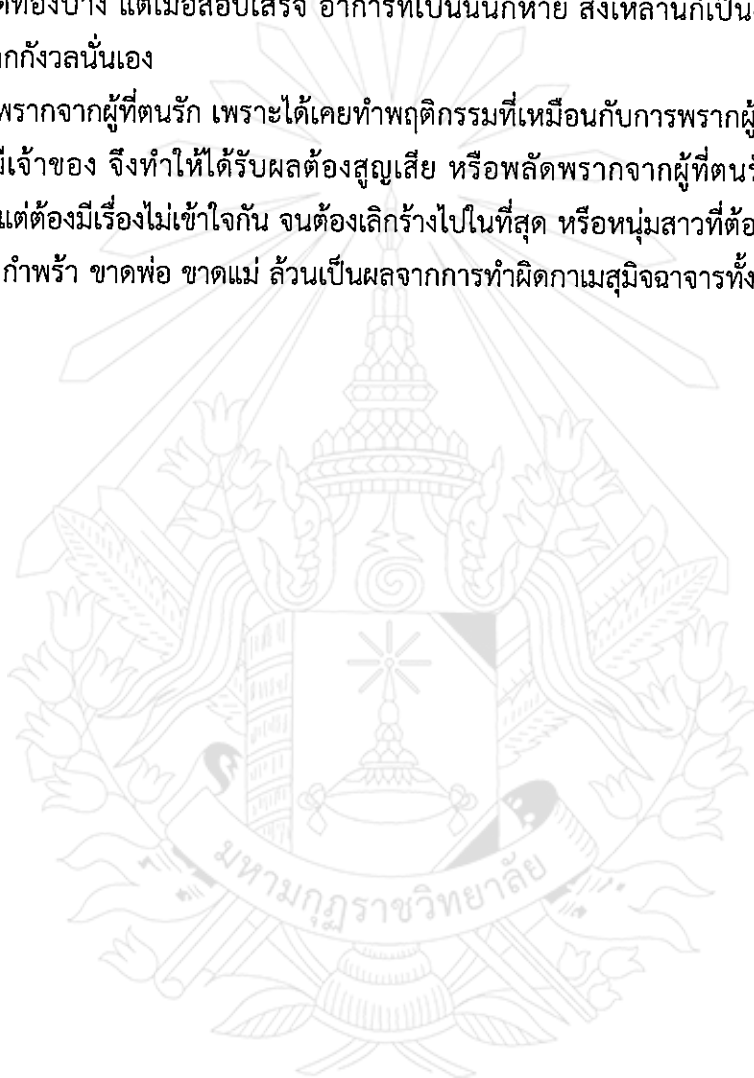 แต่เมื่อสอบเสร็จ อาการที่เป็นนั้นก็หาย สิ่งเหล่านี้ก็เป็น
กังวลนั่นเอง
พรากจากผู้ที่ตนรัก เพราะได้เคยทำพฤติกรรมที่เหมือนกับการพราก
มีเจ้าของ จึงทำให้ได้รับผลต้องสูญเสีย หรือพลัดพรากจากผู้ที่ตน
แต่ต้องมีเรื่องไม่เข้าใจกัน จนต้องเลิกร้างไปในที่สุด หรือหนุ่มสาวที่
กำพร้า ขาดพ่อ ขาดแม่ ล้วนเป็นผลจากการทำผิดกาเมสุมิจฉาจารทั้ง
มหามกุฏราชวิทยาลัย